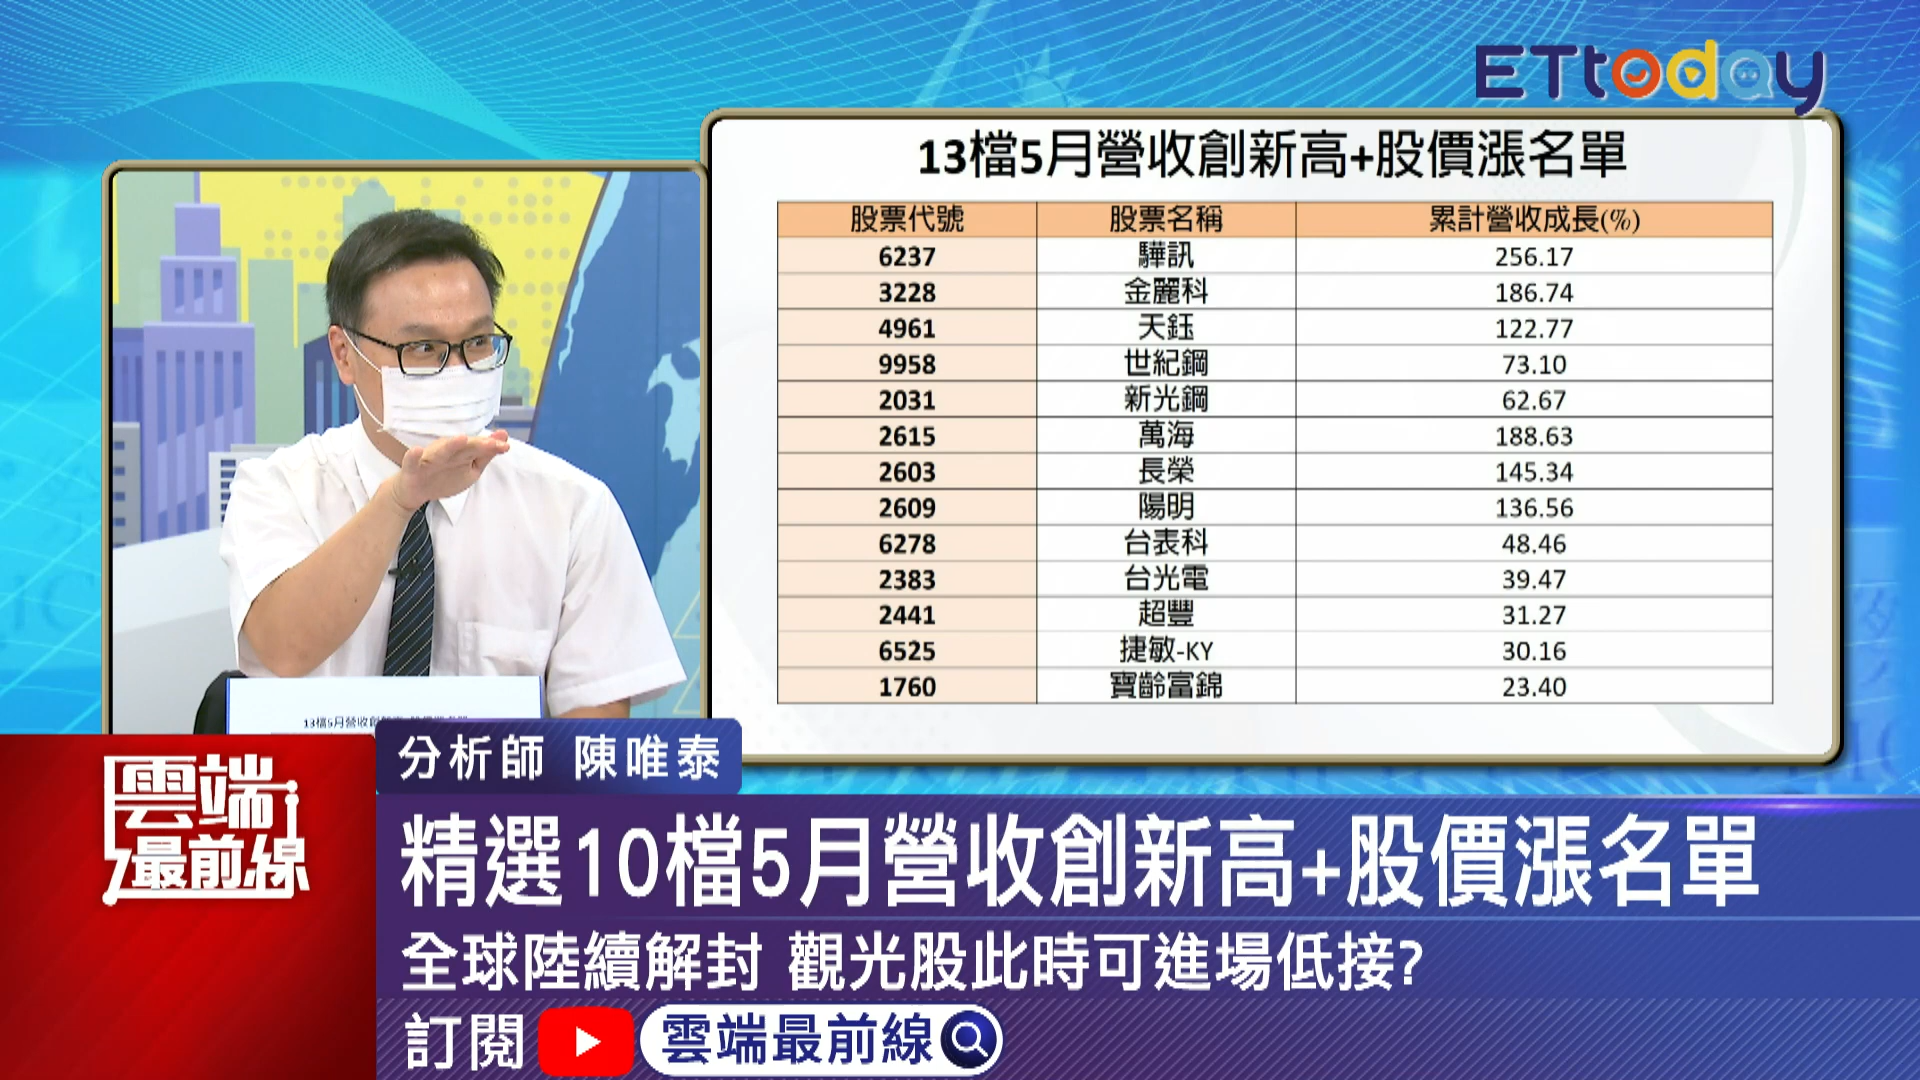 ETtoday
13檔5月營收創新高+股價漲名單
股票代號 股票名稱 累計營收成長(%)
6237 驊訊 256.17
3228 金麗科 186.74
4961 天鈺 122.77
9958 世紀鋼 73.10
2031 新光鋼 62.67
2615 萬海 188.63
2603 長榮 145.34
2609 陽明 136.56
6278 台表科 48.46
2383 台光電 39.47
2441 超豐 31.27
6525 捷敏-KY 30.16
1760 寶齡富錦 23.40
分析師 陳唯泰
雲端
最前線
精選10檔5月營收創新高+股價漲名單
全球陸續解封 觀光股此時可進場低接?
訂閱 雲端最前線